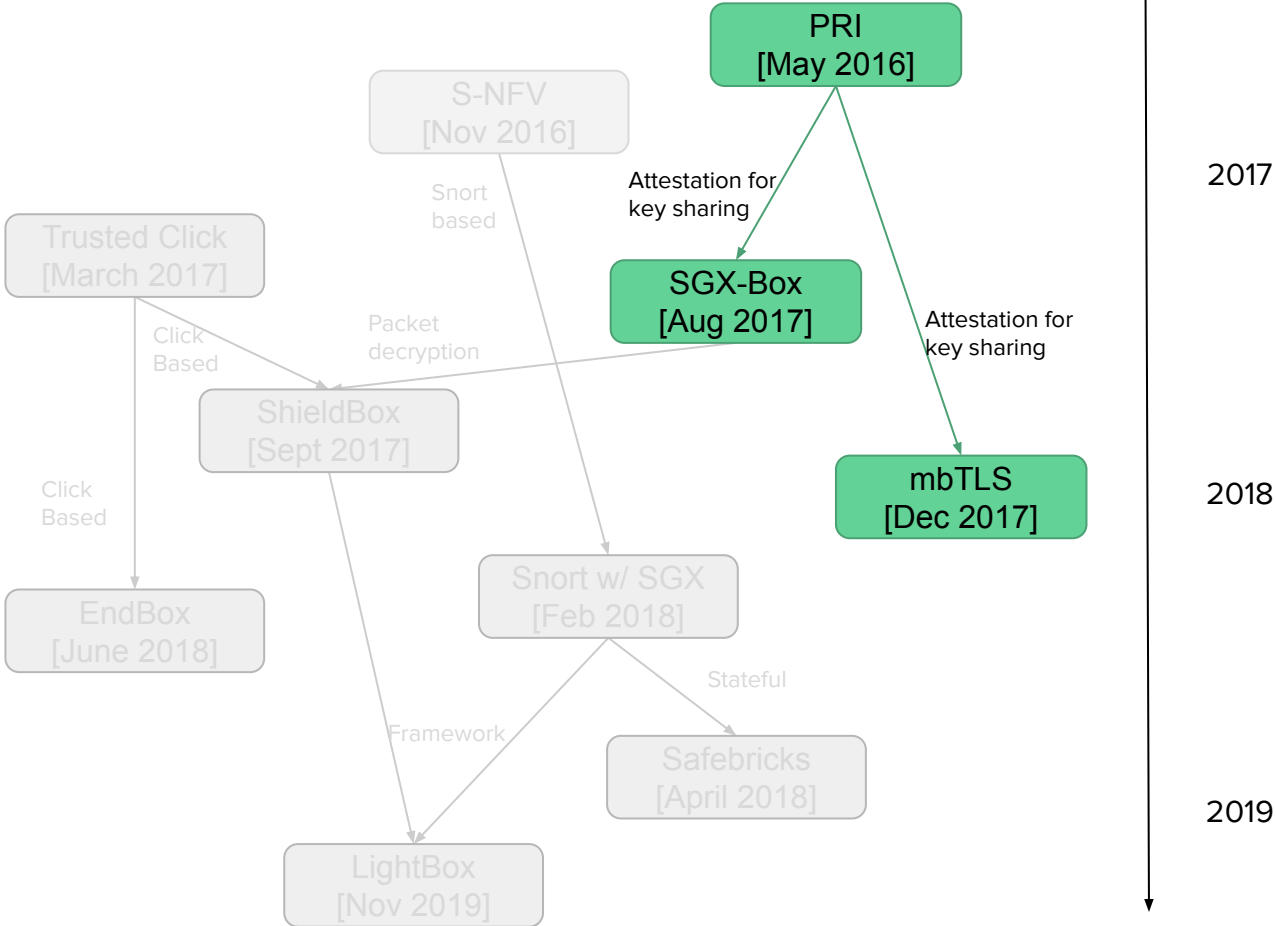 PRI
[May 2016]
S-NFV
[Nov 2016]
2017
Attestation for
key sharing
Snort
based
Trusted Click
[March 2017]
SGX-Box
[Aug 2017]
Attestation for
key sharing
Click
Based
Packet
decryption
ShieldBox
[Sept 2017]
mbTLS
[Dec 2017]
2018
Click
Based
Snort w/ SGX
[Feb 2018]
EndBox
[June 2018]
Stateful
Framework
Safebricks
[April 2018]
2019
LightBox
[Nov 2019]